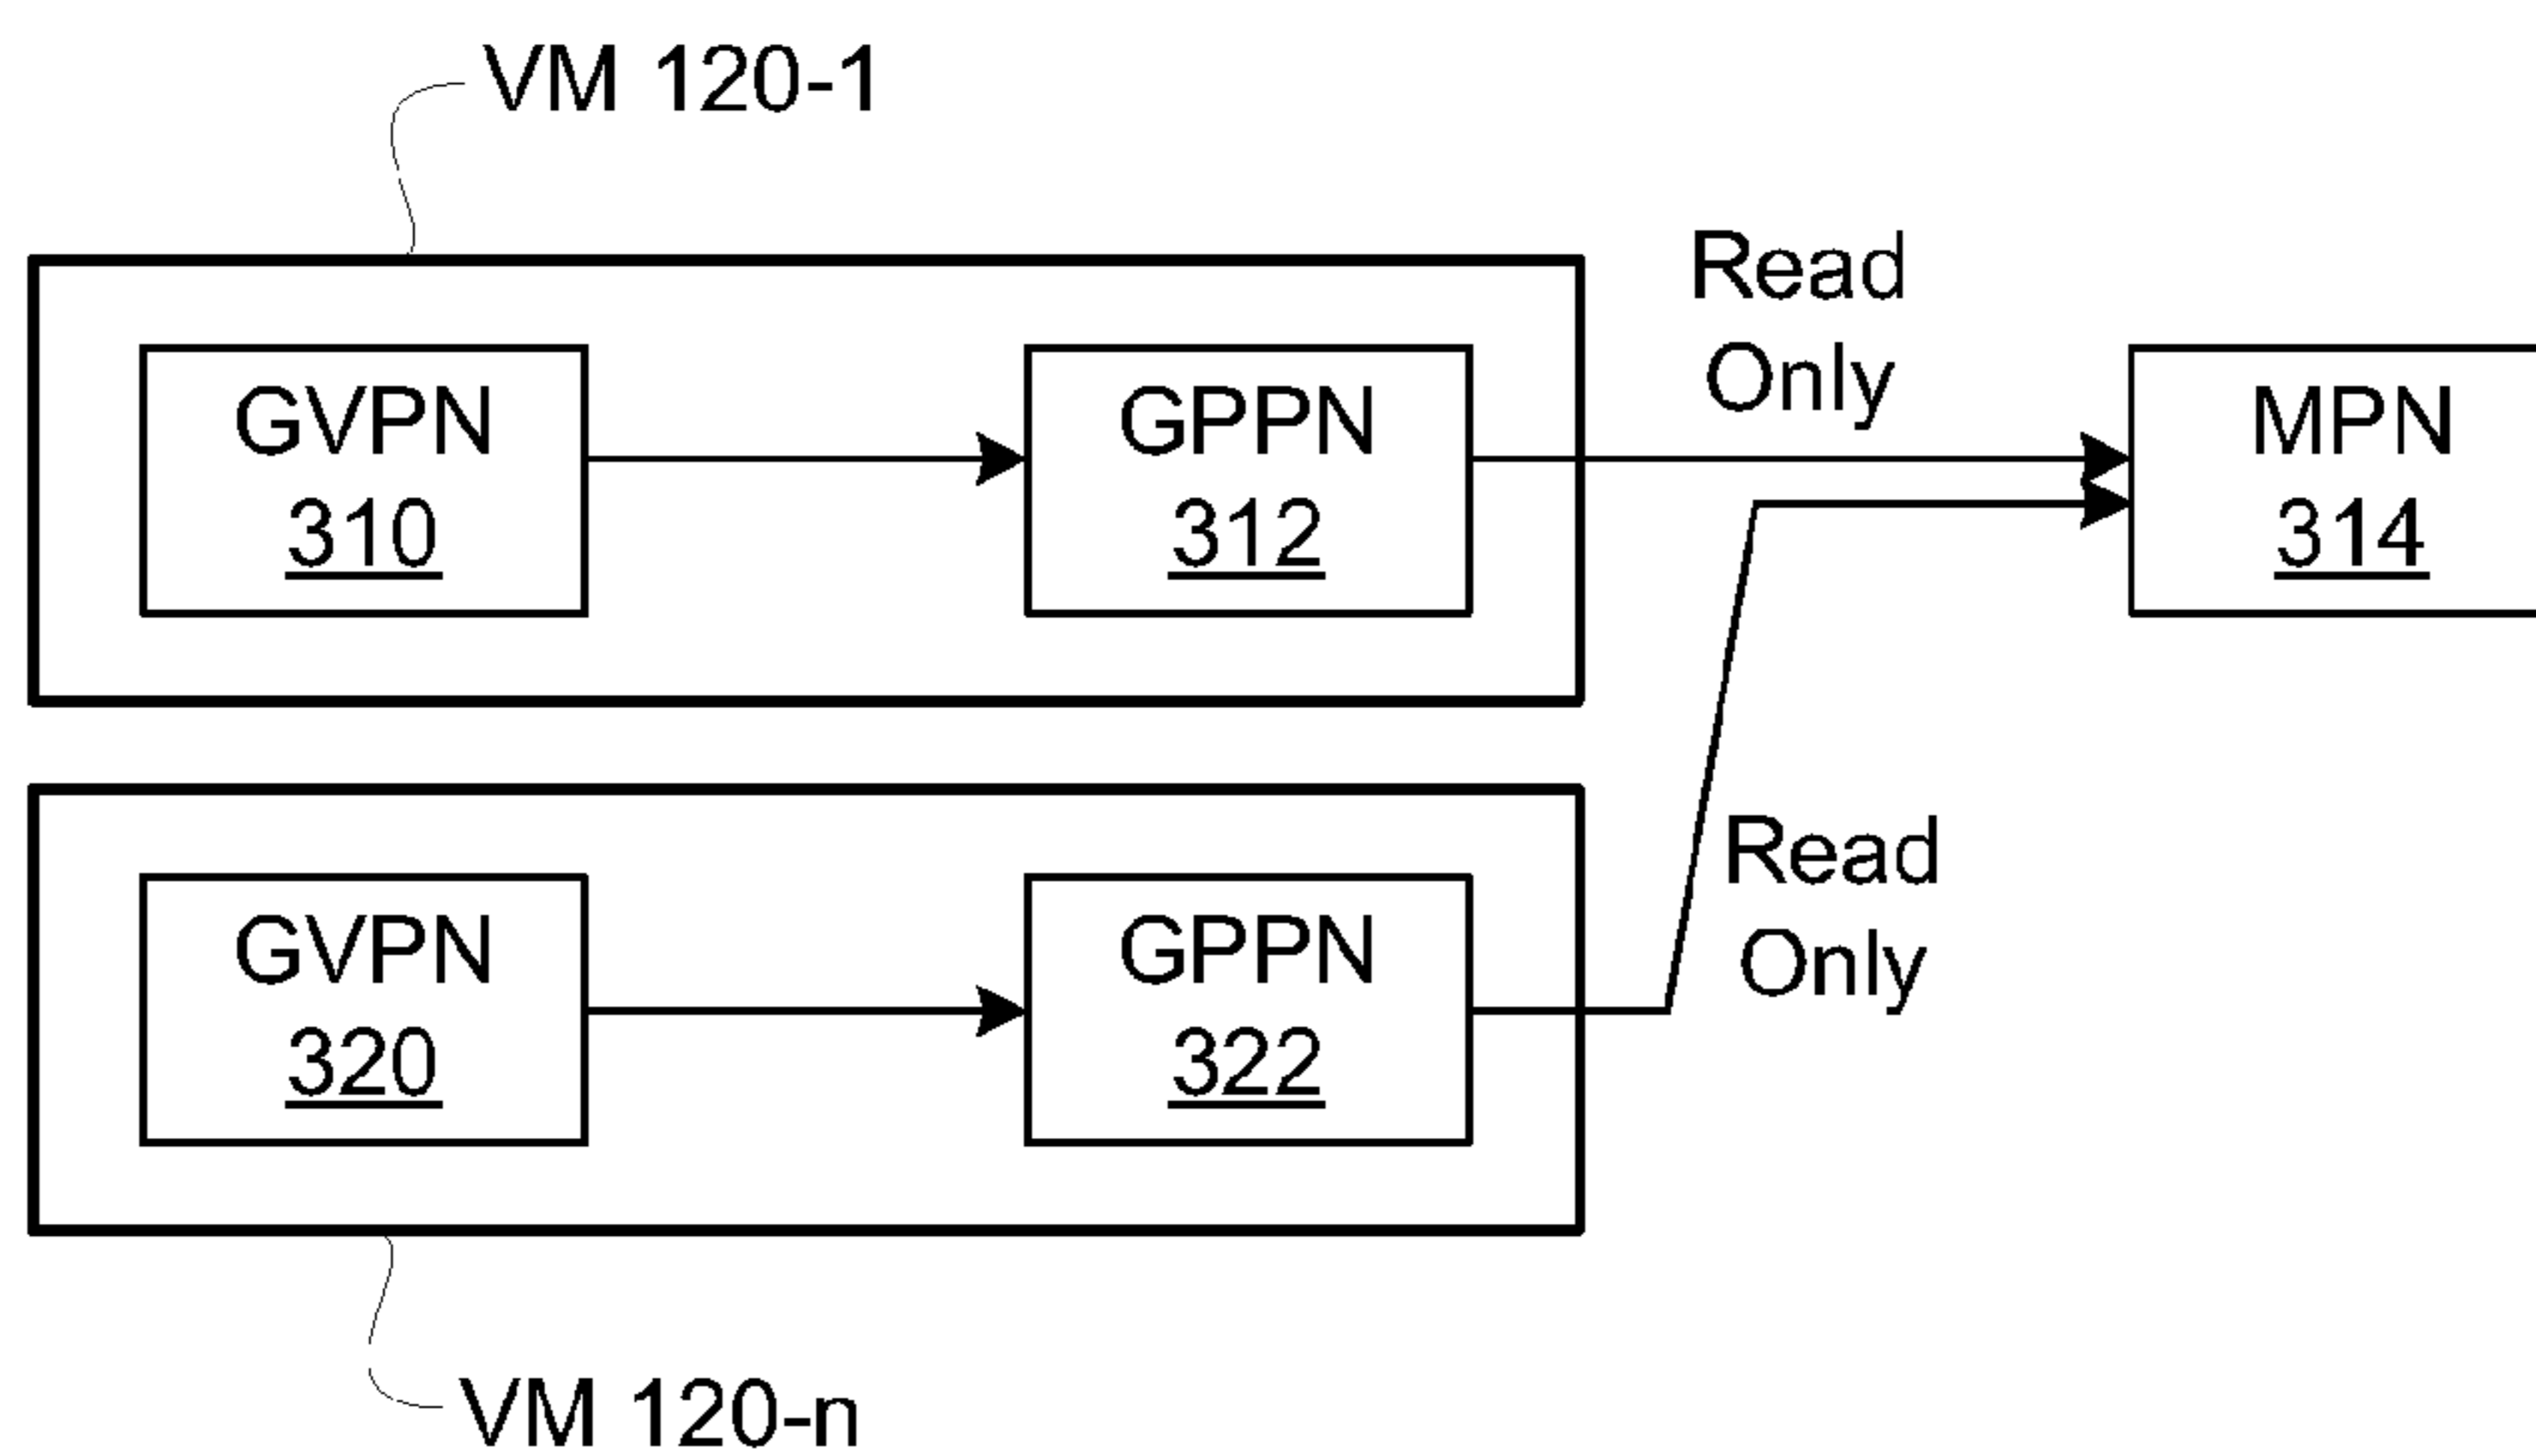 VM 120-1
Read
Only
GVPN
310
GPPN
312
MPN
314
GVPN
320
GPPN
322
Read
Only
VM 120-n